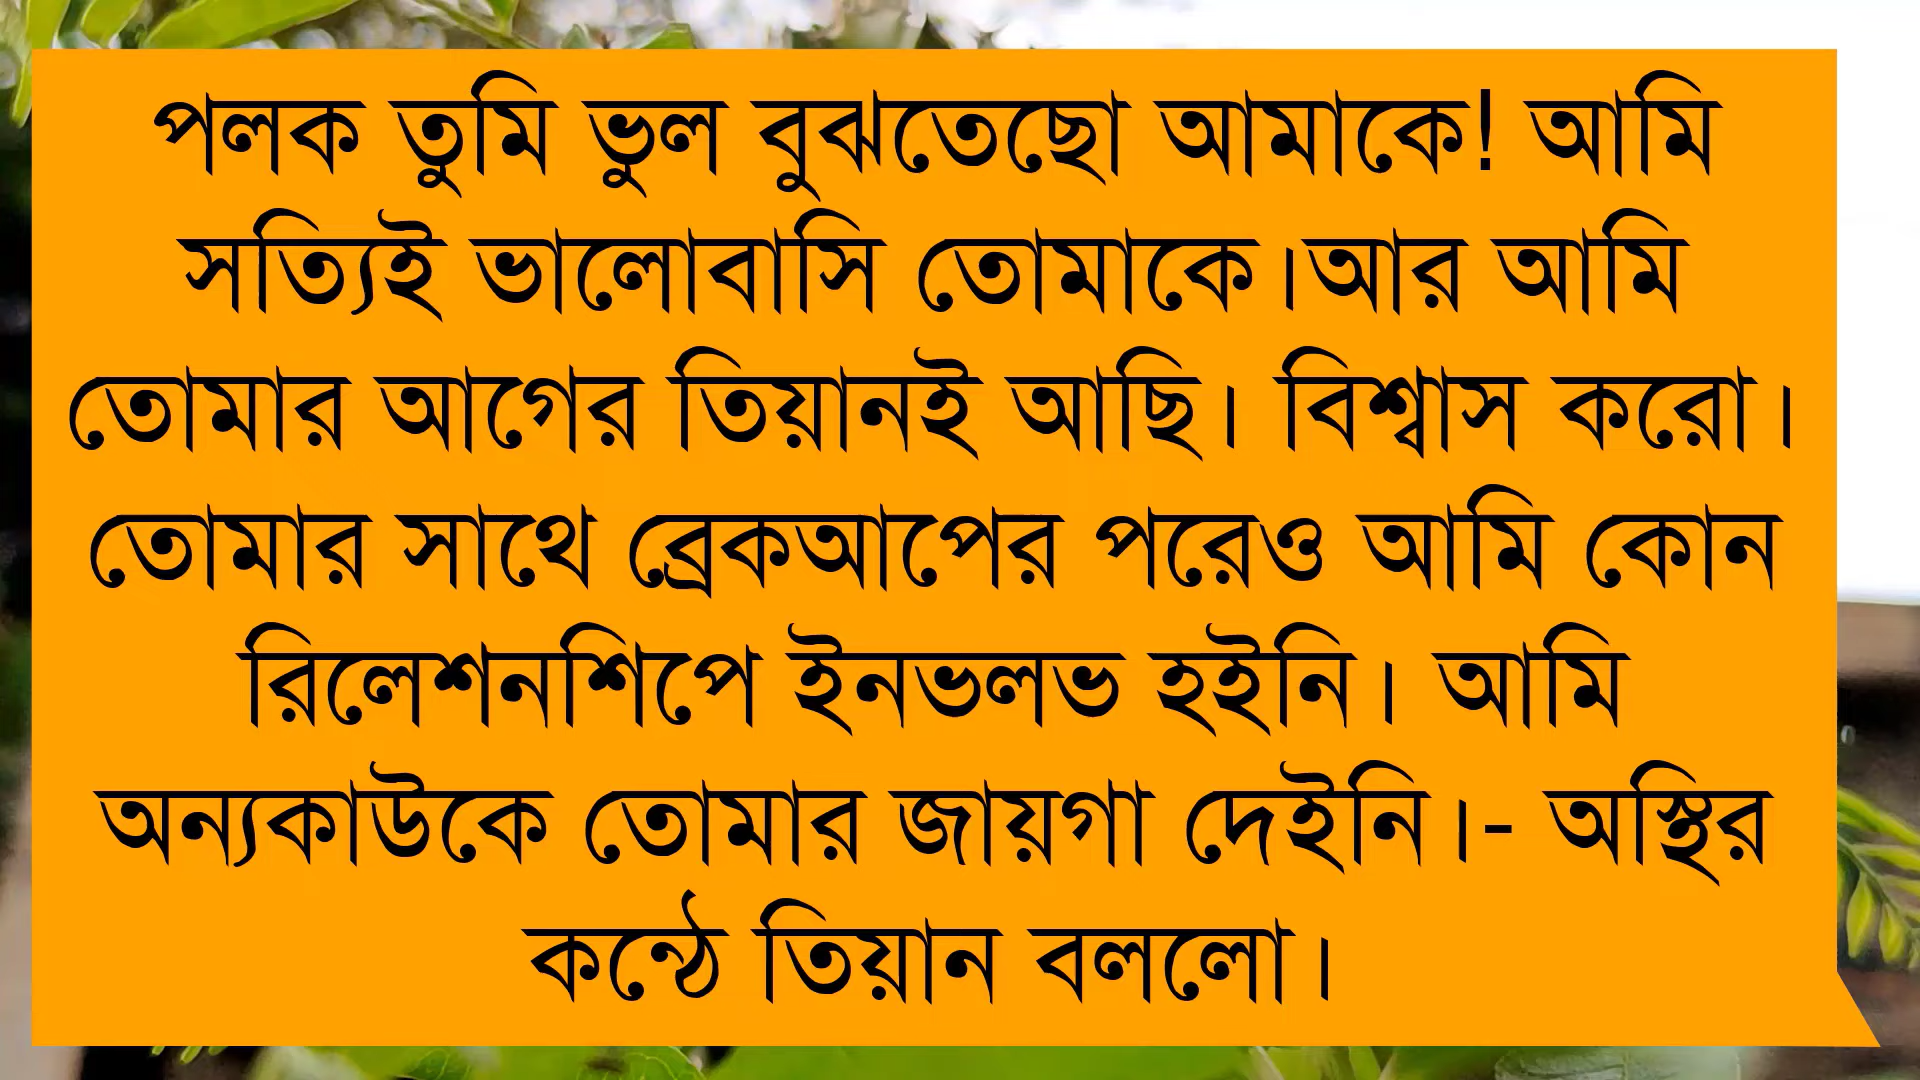 পলক তুমি ভুল বুঝতেছো আমাকে! আমি
সত্যিই ভালোবাসি তোমাকে।আর আমি
তোমার আগের তিয়ানই আছি। বিশ্বাস করো।
তোমার সাথে ব্রেকআপের পরেও আমি কোন
রিলেশনশিপে ইনভলভ হইনি। আমি
অন্যকাউকে তোমার জায়গা দেইনি।- অস্থির
কন্ঠে তিয়ান বললো।